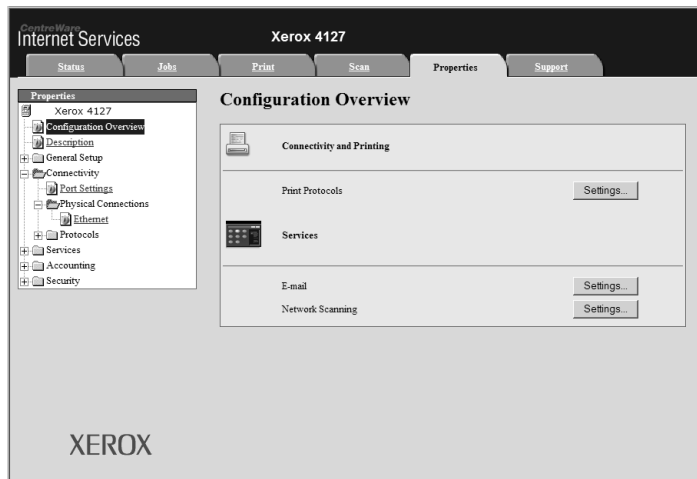 CentreWare
Internet Services
Xerox 4127
Status Jobs Print Scan Properties Support
Properties
Xerox 4127
Configuration Overview
Description
General Setup
Connectivity
Port Settings
Physical Connections
Ethernet
Protocols
Services
Accounting
Security
Configuration Overview
Connectivity and Printing
Print Protocols Settings...
Services
E-mail Settings...
Network Scanning Settings...
XEROX